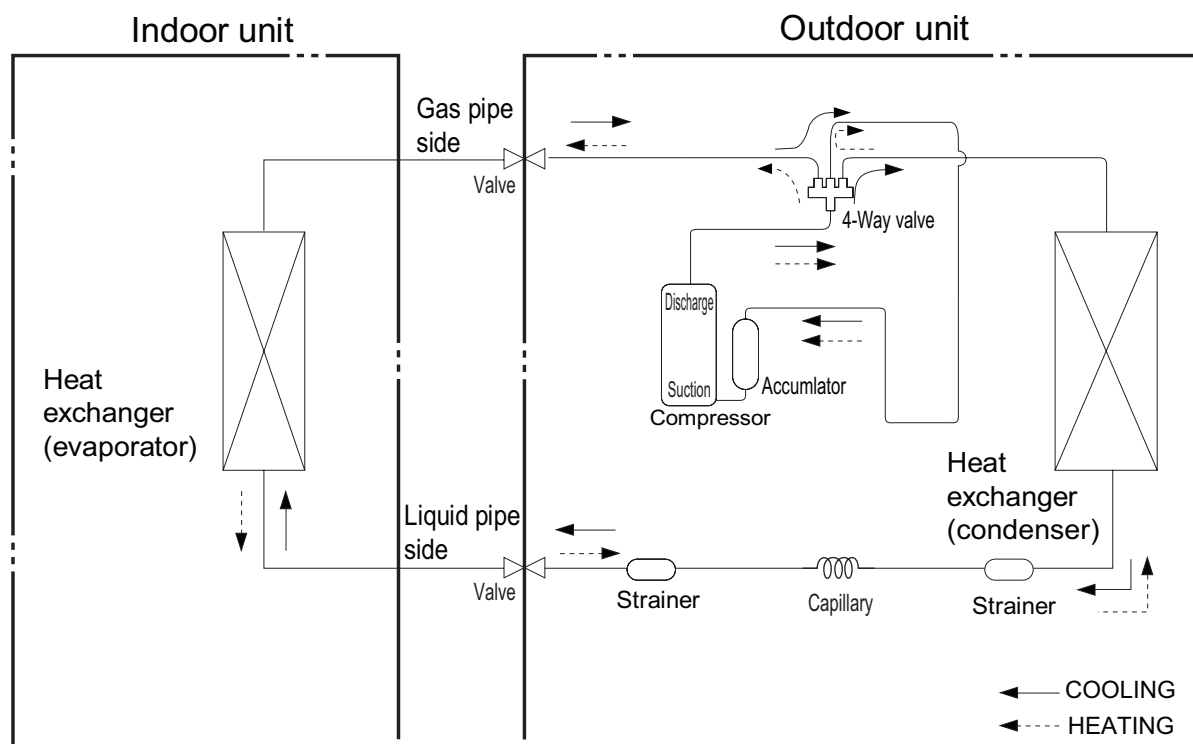 Indoor unit
Outdoor unit
Gas pipe
side
Valve
4-Way valve
Discharge
Suction
Compressor
Accumlator
Heat
exchanger
(evaporator)
Heat
exchanger
(condenser)
Liquid pipe
side
Valve
Strainer
Capillary
Strainer
COOLING
HEATING